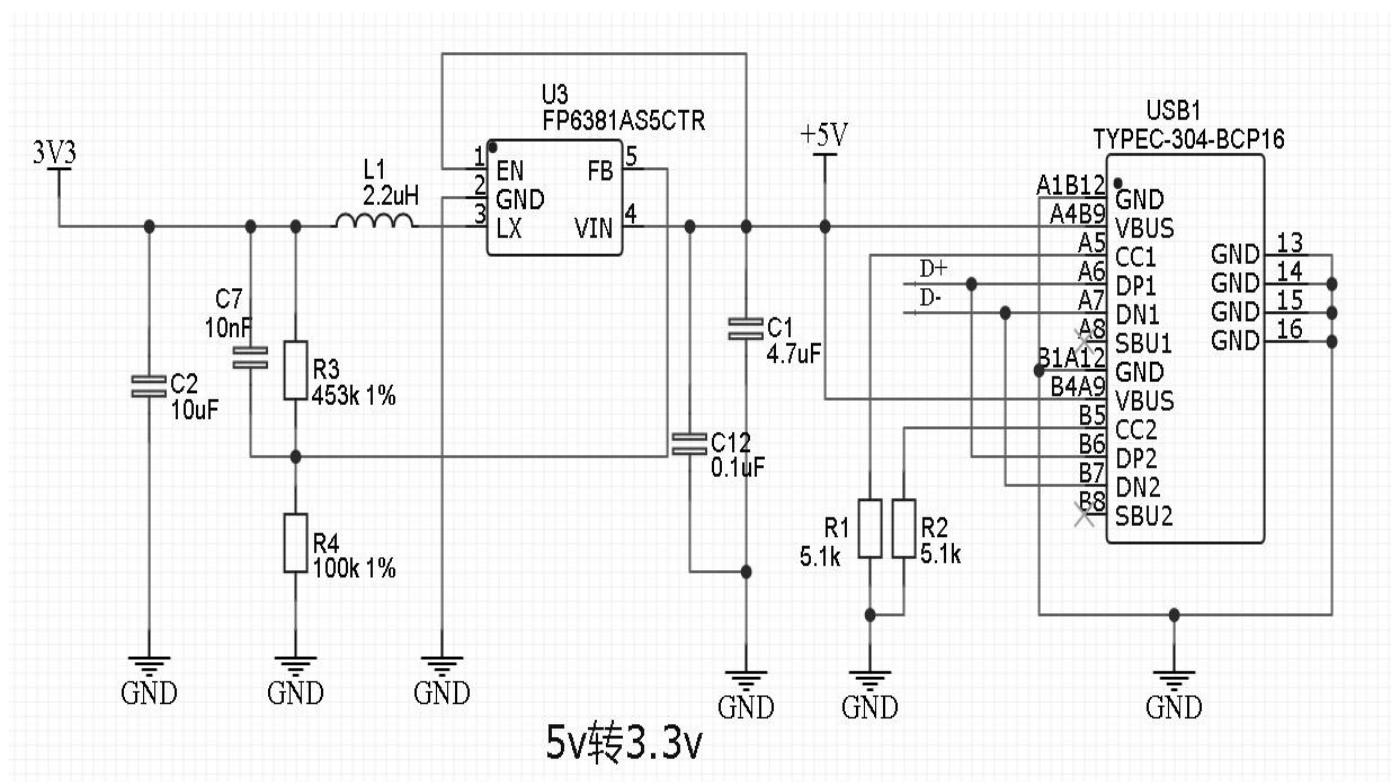 3V3
L1
2.2uH
U3
FP6381AS5CTR
1
EN
2
GND
3
LX
FB
5
VIN
4
+5V
USB1
TYPEC-304-BCP16
A1B12
GND
A4B9
VBUS
A5
CC1
D+
A6
DP1
D-
A7
DN1
A8
SBU1
B1A12
GND
B4A9
VBUS
B5
CC2
B6
DP2
B7
DN2
B8
SBU2
GND
13
GND
14
GND
15
GND
16
C7
10nF
R3
453k 1%
C2
10uF
C1
4.7uF
C12
0.1uF
R4
100k 1%
R1
5.1k
R2
5.1k
GND
GND
GND
GND
GND
GND
5v转3.3v